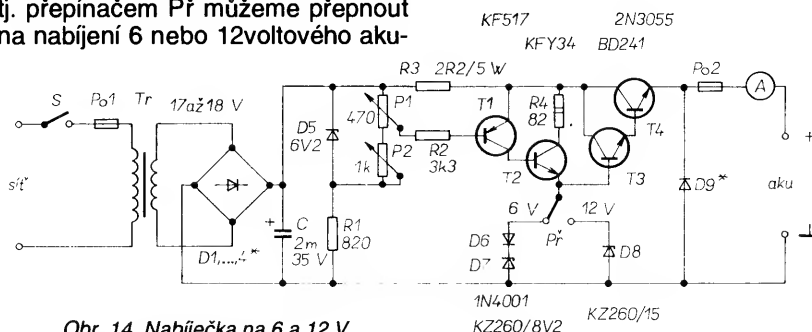 tj. přepínačem Př můžeme přepnout
na nabíjení 6 nebo 12voltového aku-
KF517 2N3055
KFY34 BD241
S Po1 Tr 17až18 V
R3 2R2/5 W
Po2 A
D5 6V2
P1 470
P2 1k
R2 3k3
T1
T2
R4 82
T4
T3
síť
D1,...,4*
+ C 2m 35 V
R1 820
6 V Př 12 V
D6
D7
D8
D9*
+
aku
1N4001
KZ260/8V2
KZ260/15
Obr. 14. Nabíječka na 6 a 12 V